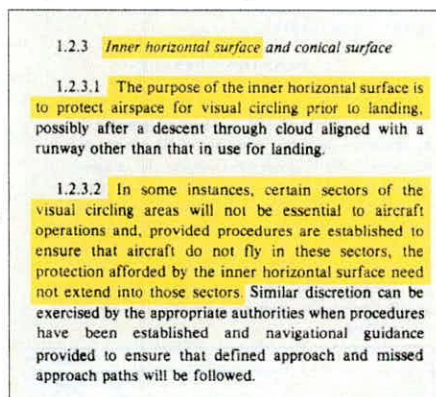 1.2.3 Inner horizontal surface and conical surface
1.2.3.1 The purpose of the inner horizontal surface is
to protect airspace for visual circling prior to landing,
possibly after a descent through cloud aligned with a
runway other than that in use for landing.
1.2.3.2 In some instances, certain sectors of the
visual circling areas will not be essential to aircraft
operations and, provided procedures are established to
ensure that aircraft do not fly in these sectors, the
protection afforded by the inner horizontal surface need
not extend into those sectors. Similar discretion can be
exercised by the appropriate authorities when procedures
have been established and navigational guidance
provided to ensure that defined approach and missed
approach paths will be followed.